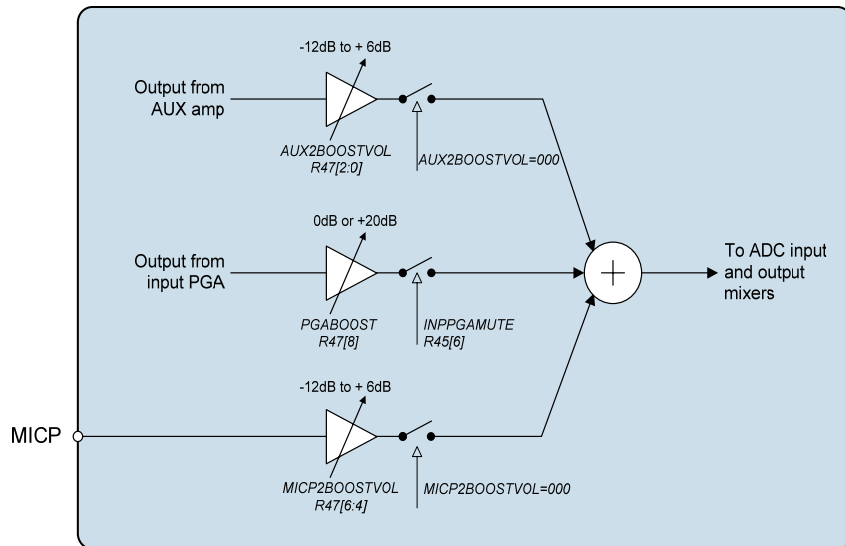 -12dB to + 6dB
Output from
AUX amp
AUX2BOOSTVOL
R47[2:0]
AUX2BOOSTVOL=000
0dB or +20dB
Output from
input PGA
PGABOOST
R47[8]
INPPGAMUTE
R45[6]
+
To ADC input
and output
mixers
-12dB to + 6dB
MICP
MICP2BOOSTVOL
R47[6:4]
MICP2BOOSTVOL=000